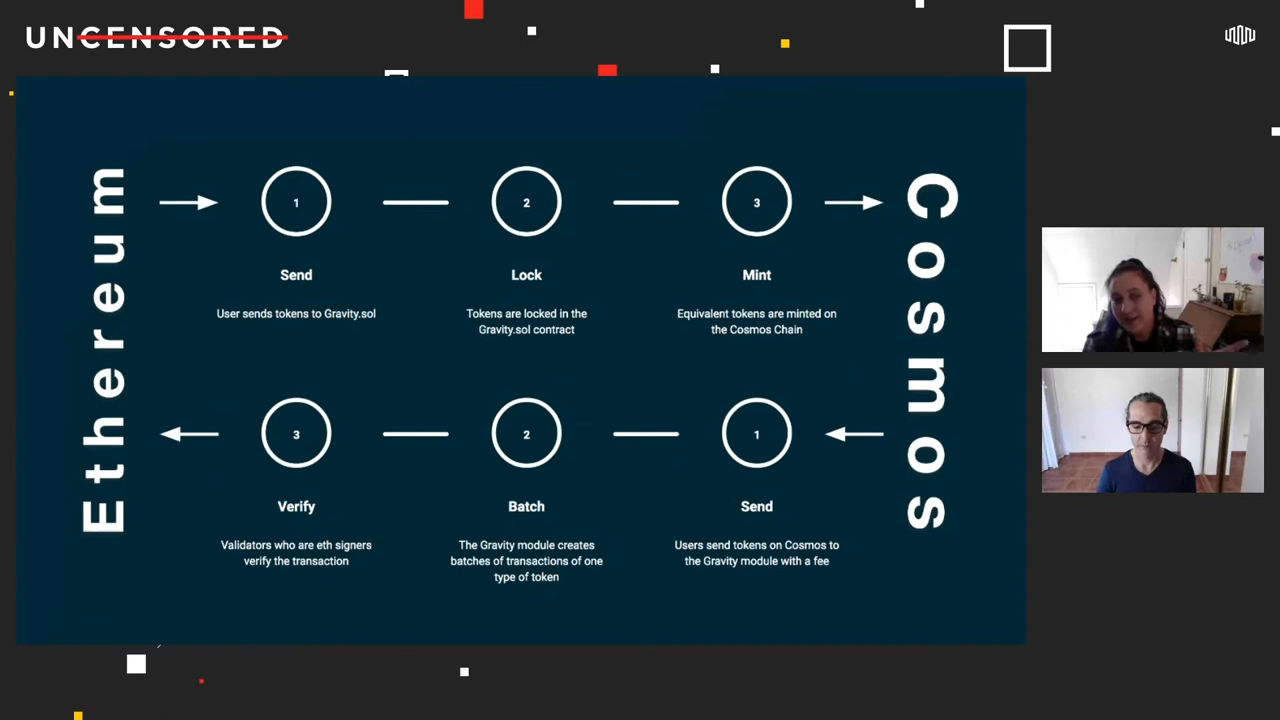 UNCENSORED
Ethereum
1
2
3
Cosmos
Send
Lock
Mint
User sends tokens to Gravity.sol
Tokens are locked in the
Gravity.sol contract
Equivalent tokens are minted on
the Cosmos Chain
3
2
1
Verify
Batch
Send
Validators who are eth signers
verify the transaction
The Gravity module creates
batches of transactions of one
type of token
Users send tokens on Cosmos to
the Gravity module with a fee